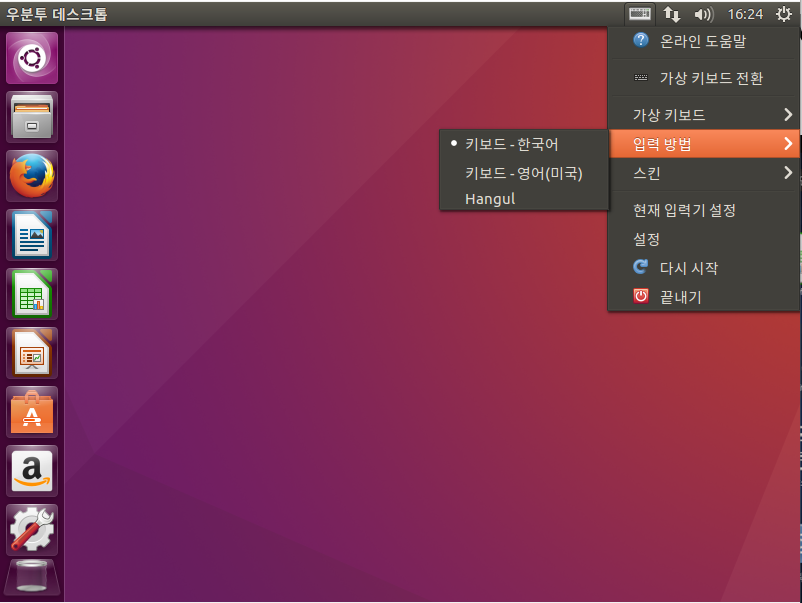 우분투 데스크톱
16:24
온라인 도움말
가상 키보드 전환
가상 키보드
입력 방법
스킨
현재 입력기 설정
설정
다시 시작
끝내기
키보드 - 한국어
키보드 - 영어(미국)
Hangul